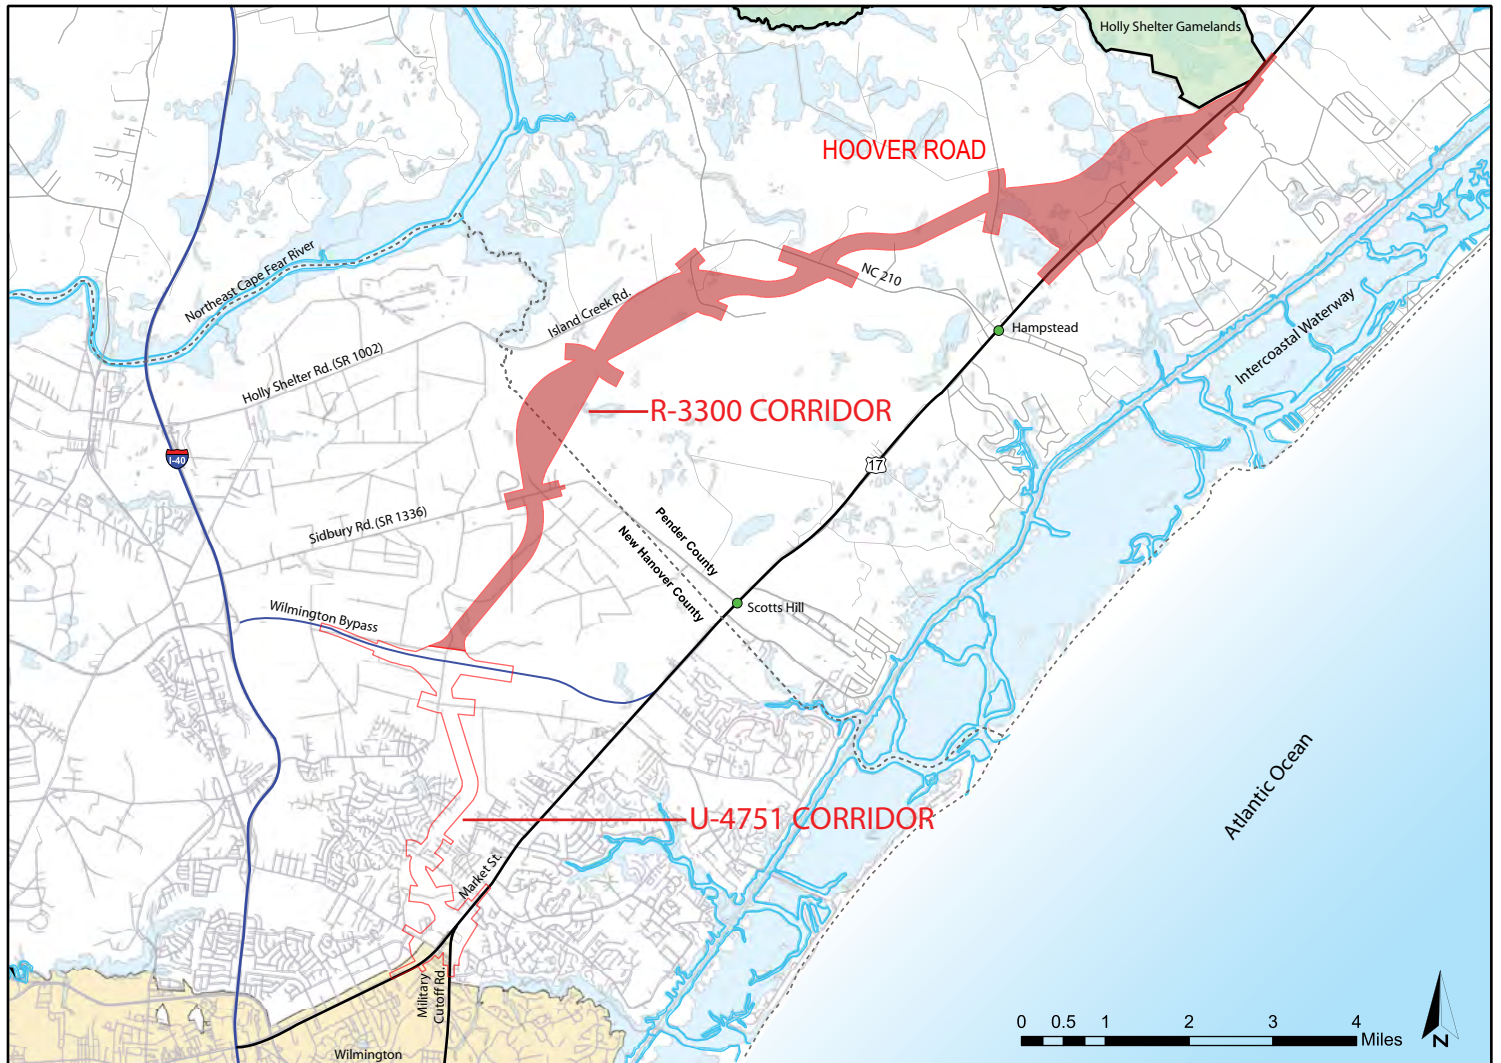 Holly Shelter Gamelands
HOOVER ROAD
Northeast Cape Fear River
NC 210
Island Creek Rd.
Intercoastal Waterway
Hampstead
Holly Shelter Rd. (SR 1002)
R-3300 CORRIDOR
I-40
17
Sidbury Rd. (SR 1336)
Pender County
New Hanover County
Wilmington Bypass
Scotts Hill
Atlantic Ocean
U-4751 CORRIDOR
Market St.
Military
Cutoff Rd.
Wilmington
0 0.5 1 2 3 4
Miles
N